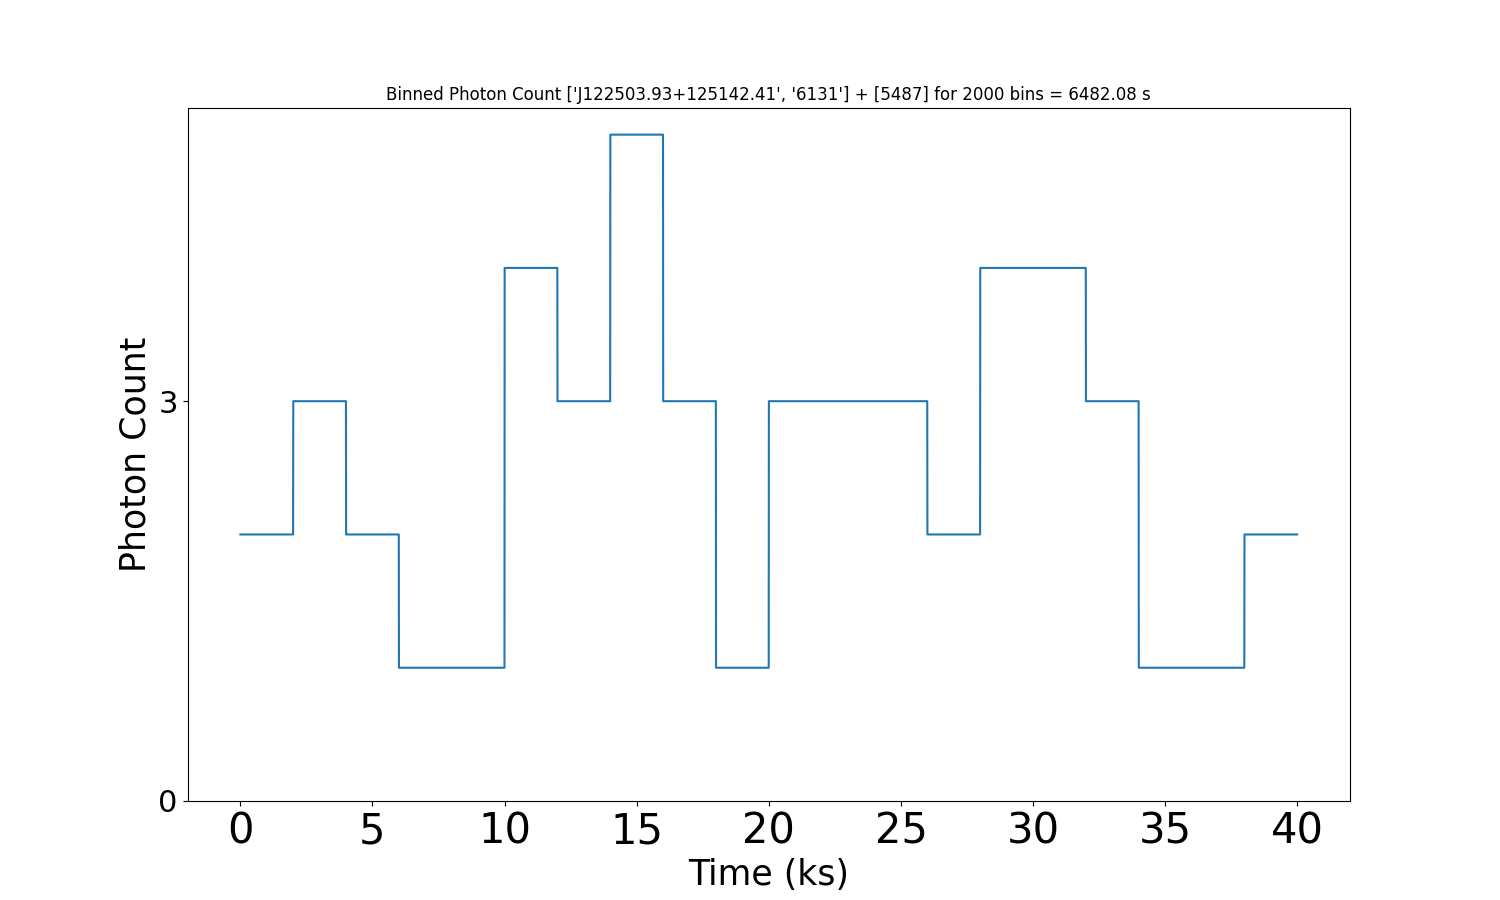 Binned Photon Count ['J122503.93+125142.41', '6131'] + [5487] for 2000 bins = 6482.08 s
Photon Count
3
0
0 5 10 15 20 25 30 35 40
Time (ks)